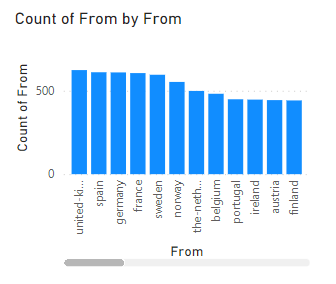 Count of From by From
Count of From
500
0
united-ki...
spain
germany
france
sweden
norway
the-neth...
belgium
portugal
ireland
austria
finland
From